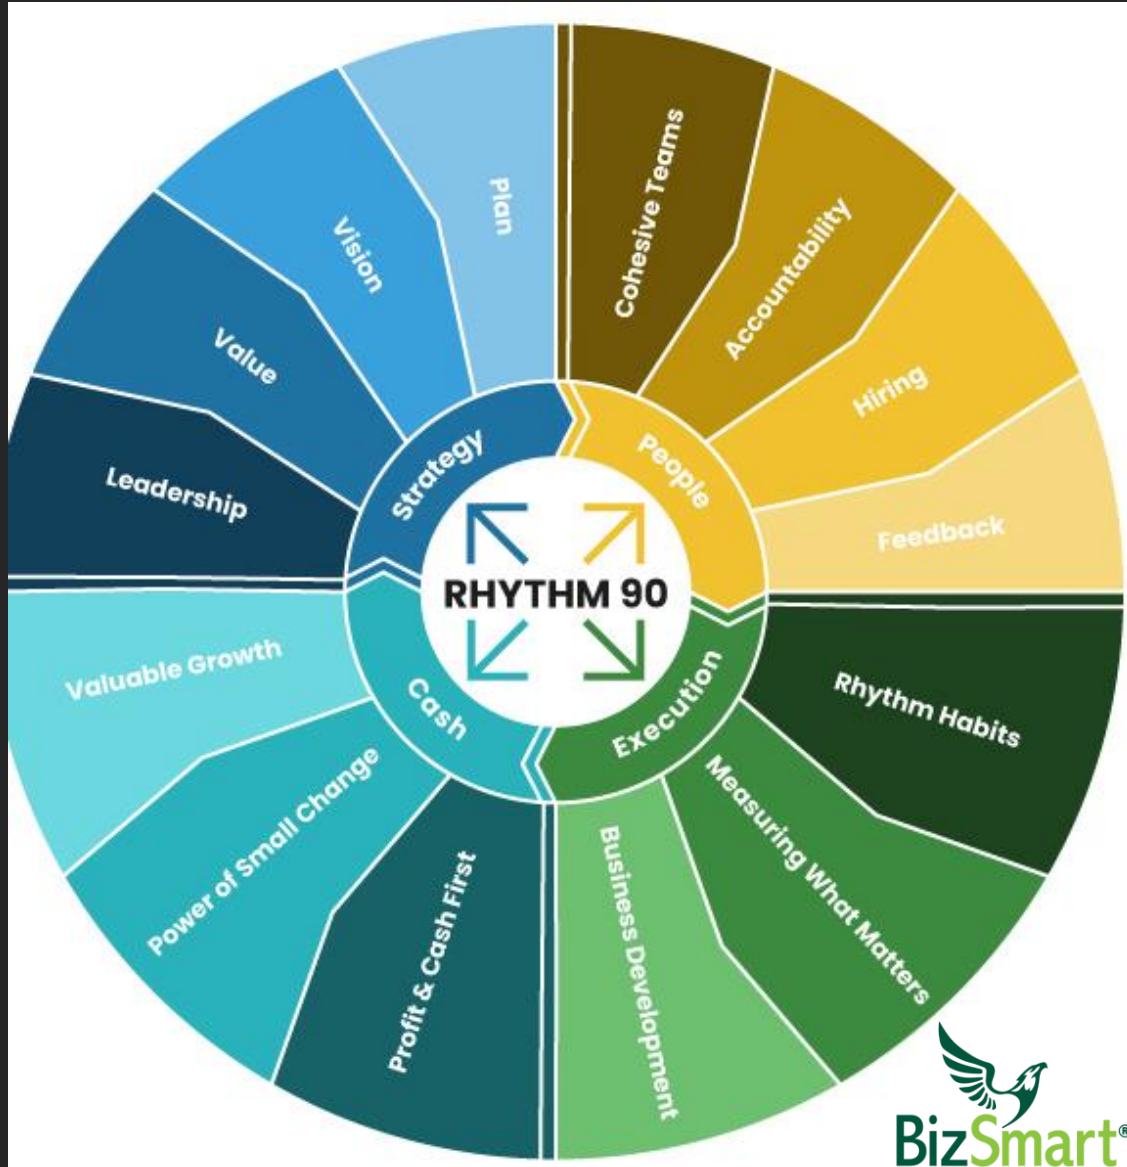 Plan
Vision
Value
Leadership
Strategy
Cohesive Teams
Accountability
Hiring
Feedback
People
RHYTHM 90
Rhythm Habits
Measuring What Matters
Business Development
Execution
Profit & Cash First
Power of Small Change
Valuable Growth
Cash
BizSmart®